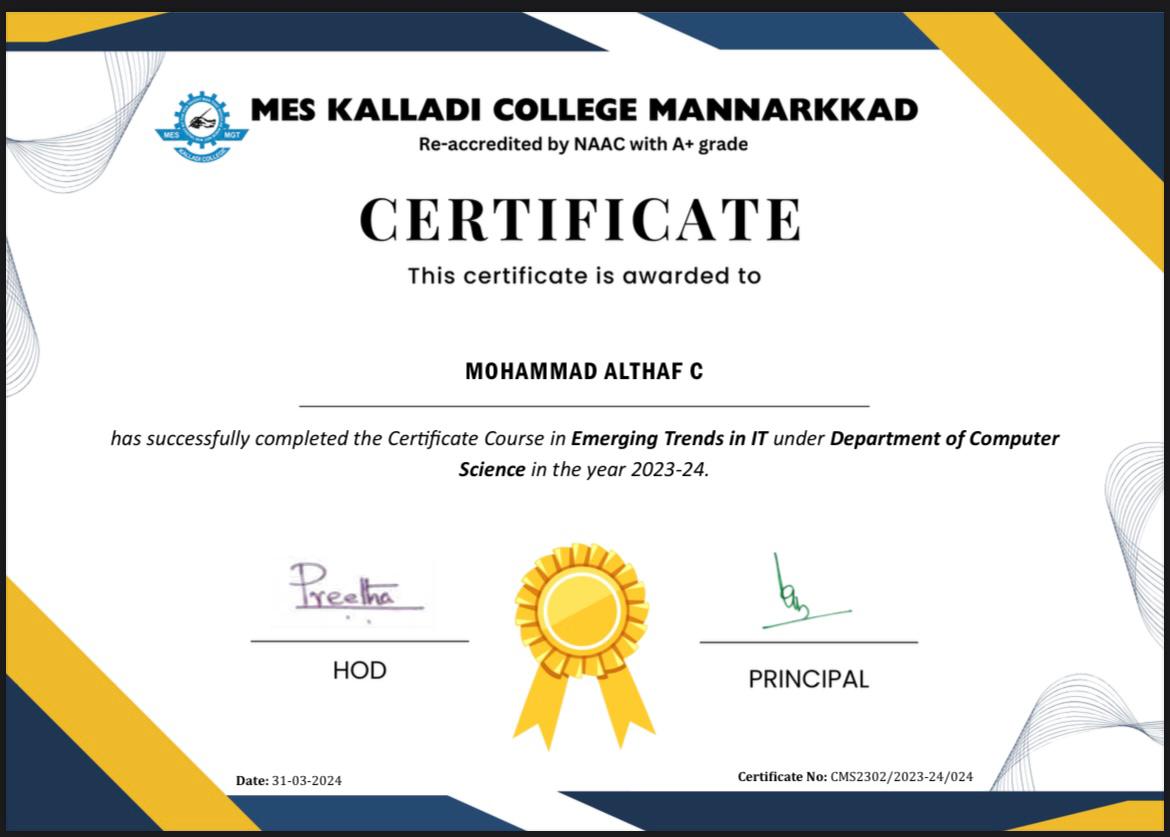 MES KALLADI COLLEGE MANNARKKAD
MES MGT
KALLADI COLLEGE
Re-accredited by NAAC with A+ grade
CERTIFICATE
This certificate is awarded to
MOHAMMAD ALTHAF C
has successfully completed the Certificate Course in Emerging Trends in IT under Department of Computer
Science in the year 2023-24.
Preetha
HOD
PRINCIPAL
Date: 31-03-2024
Certificate No: CMS2302/2023-24/024